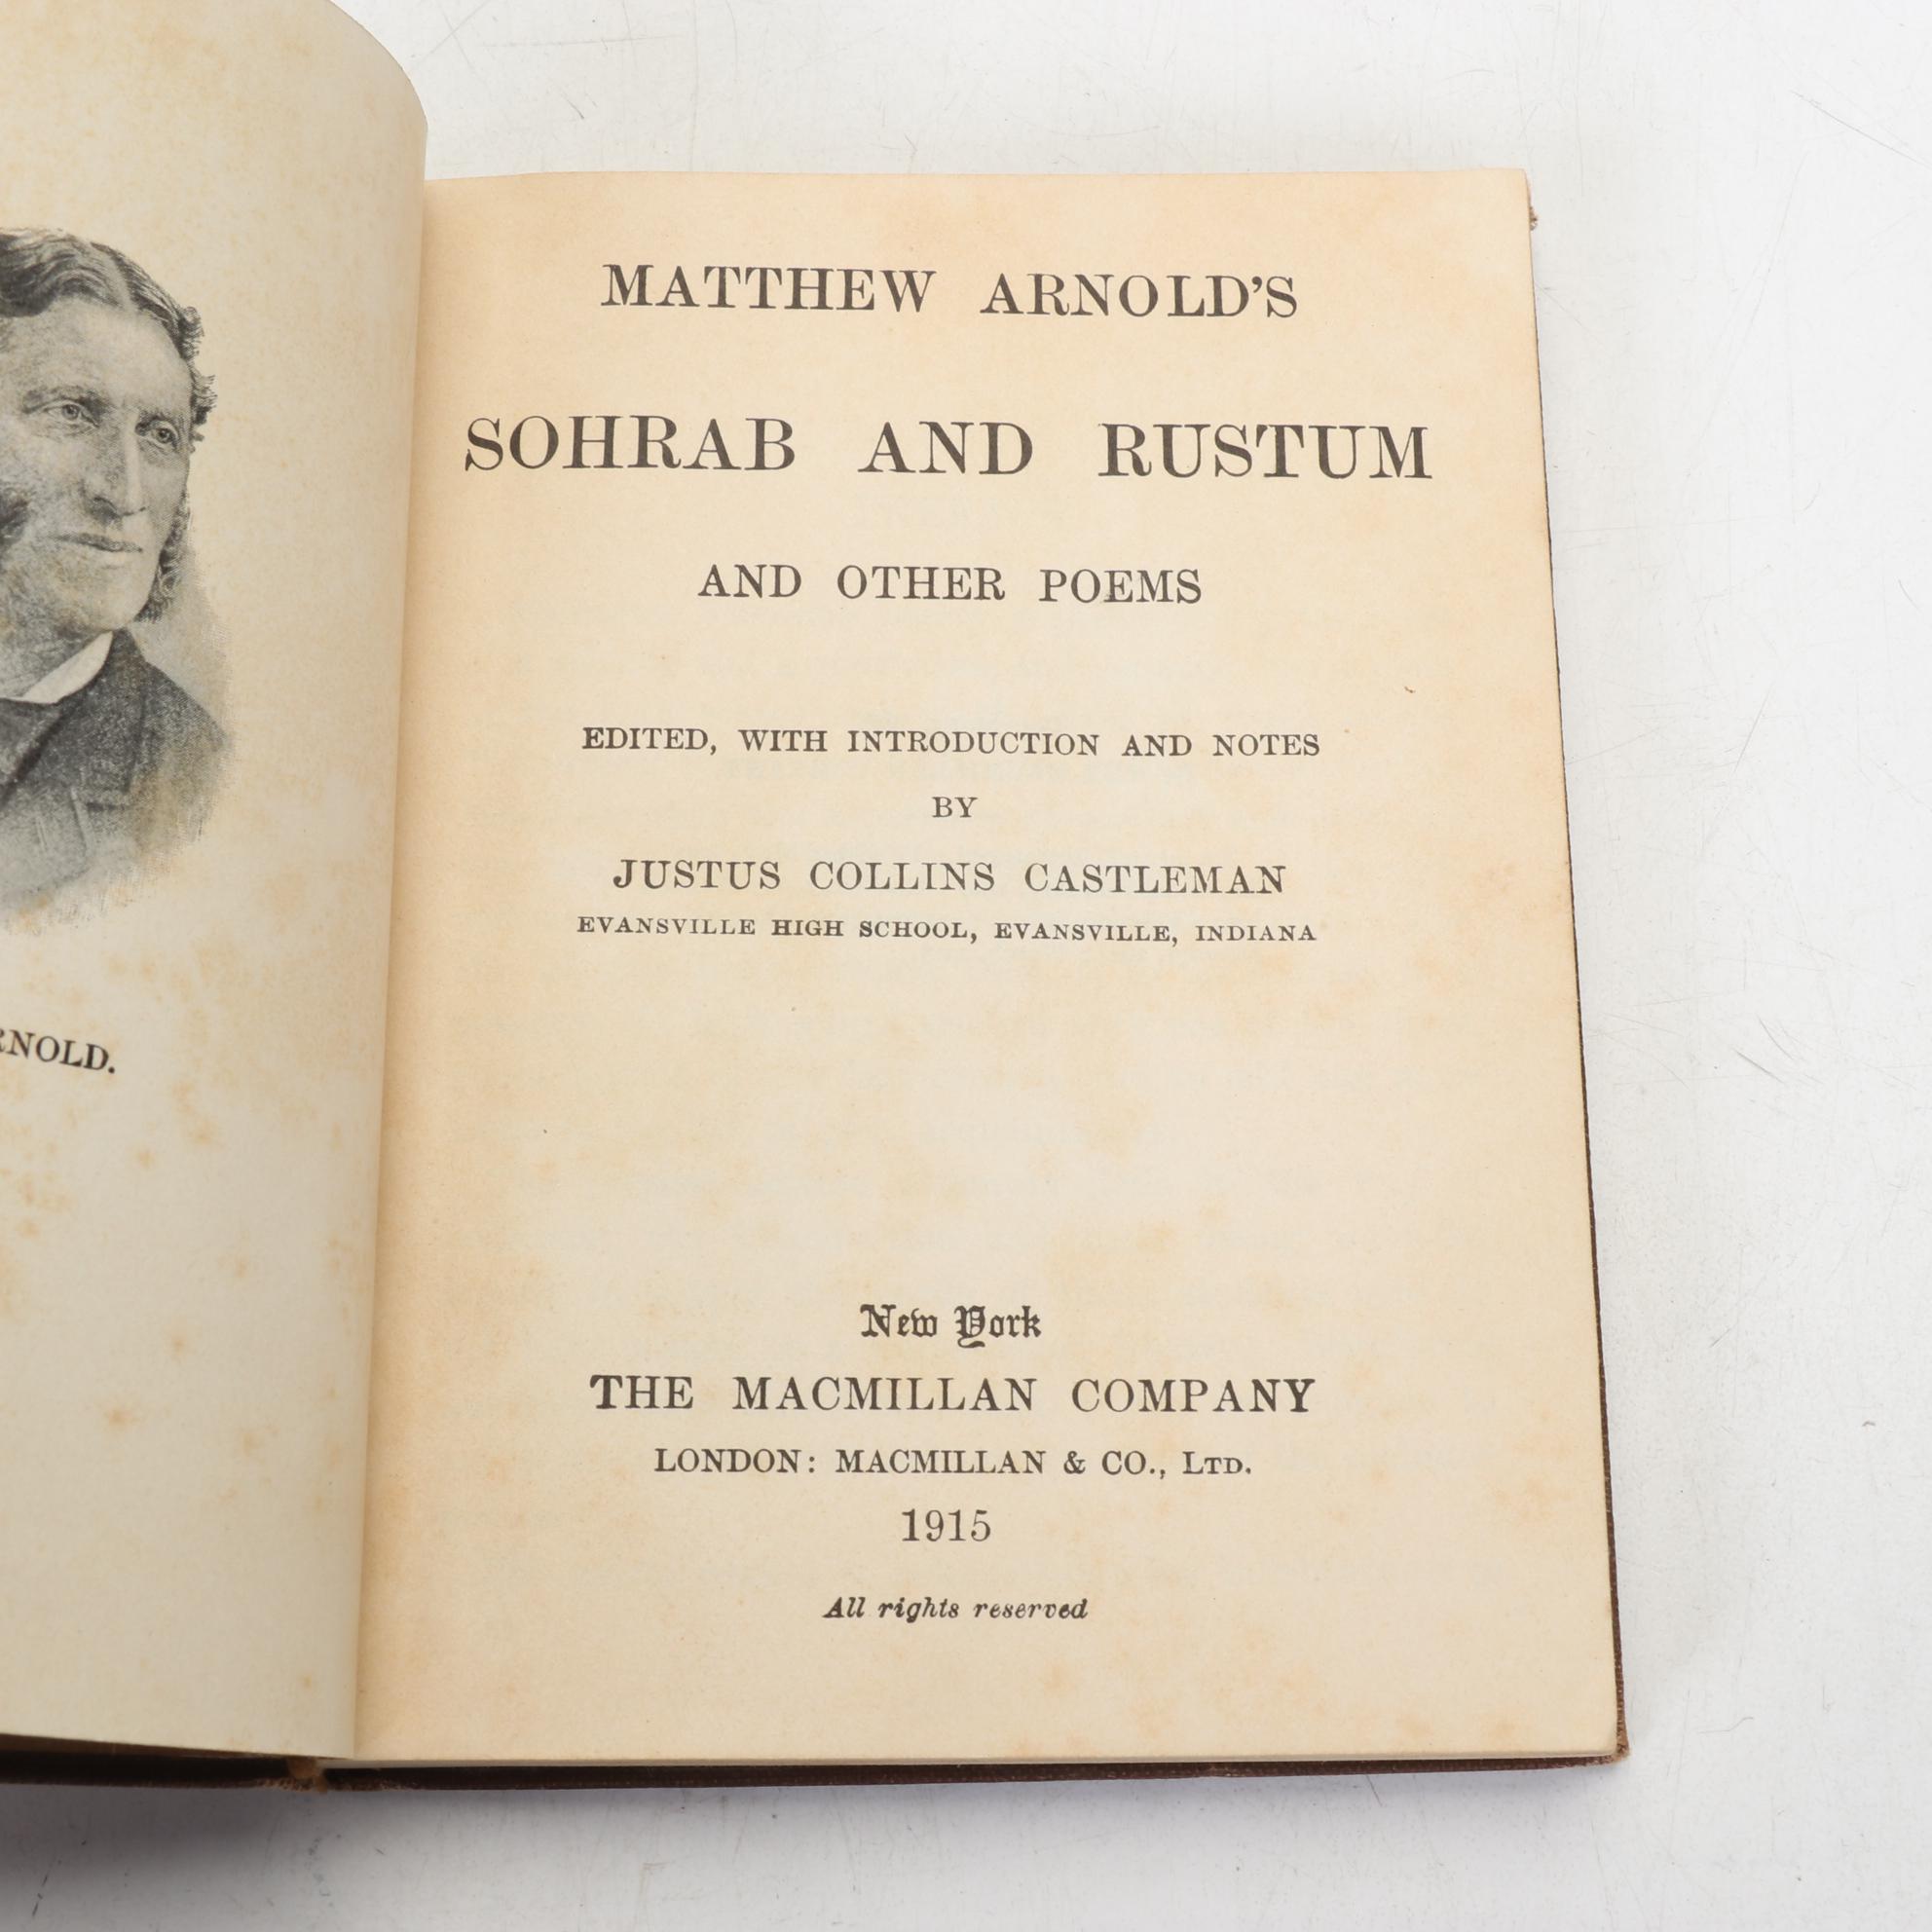 MATTHEW ARNOLD'S
SOHRAB AND RUSTUM
AND OTHER POEMS
EDITED, WITH INTRODUCTION AND NOTES
BY
JUSTUS COLLINS CASTLEMAN
EVANSVILLE HIGH SCHOOL, EVANSVILLE, INDIANA
New York
THE MACMILLAN COMPANY
LONDON: MACMILLAN & CO., LTD.
1915
All rights reserved
RNOLD.